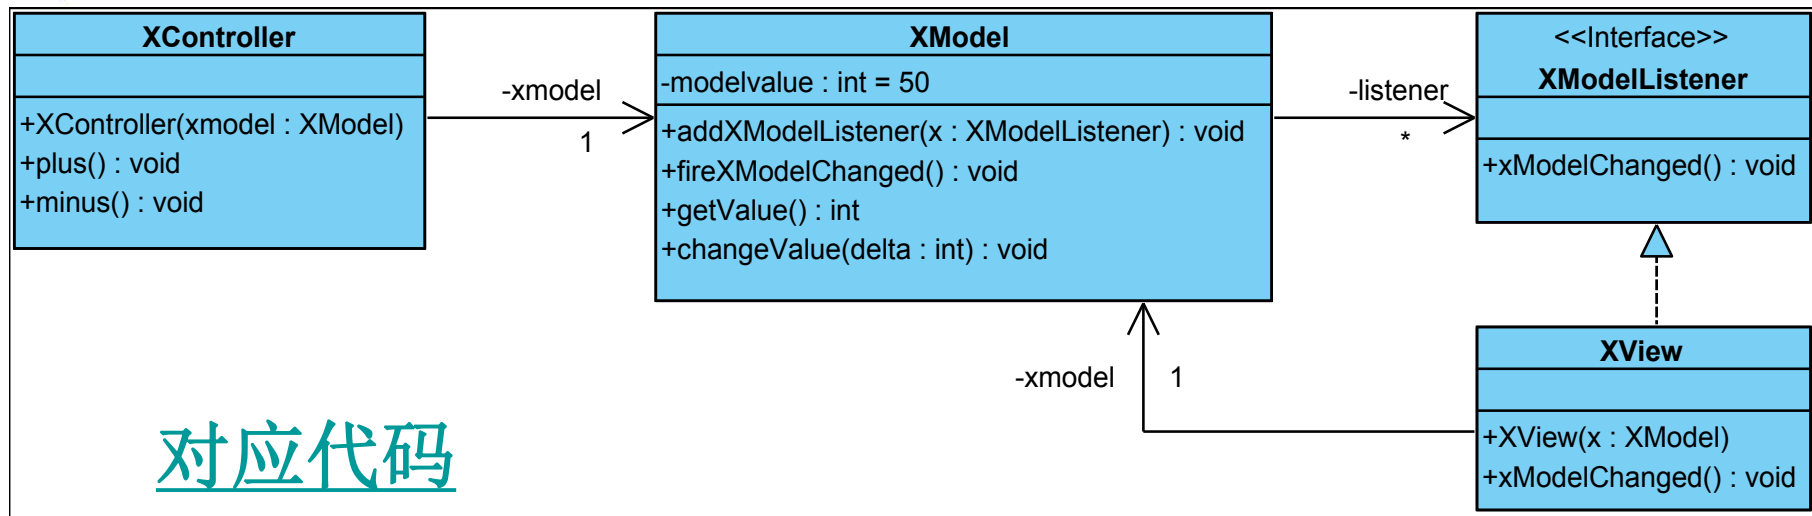 XController
+XController(xmodel : XModel)
+plus() : void
+minus() : void
-xmodel
1
XModel
-modelvalue : int = 50
+addXModelListener(x : XModelListener) : void
+fireXModelChanged() : void
+getValue() : int
+changeValue(delta : int) : void
-listener
*
<<Interface>>
XModelListener
+xModelChanged() : void
-xmodel
1
XView
+XView(x : XModel)
+xModelChanged() : void
对应代码